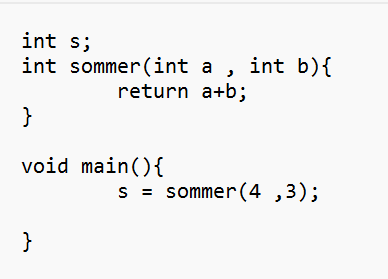 int s;
int sommer(int a , int b){
return a+b;
}
void main(){
s = sommer(4 ,3);
}